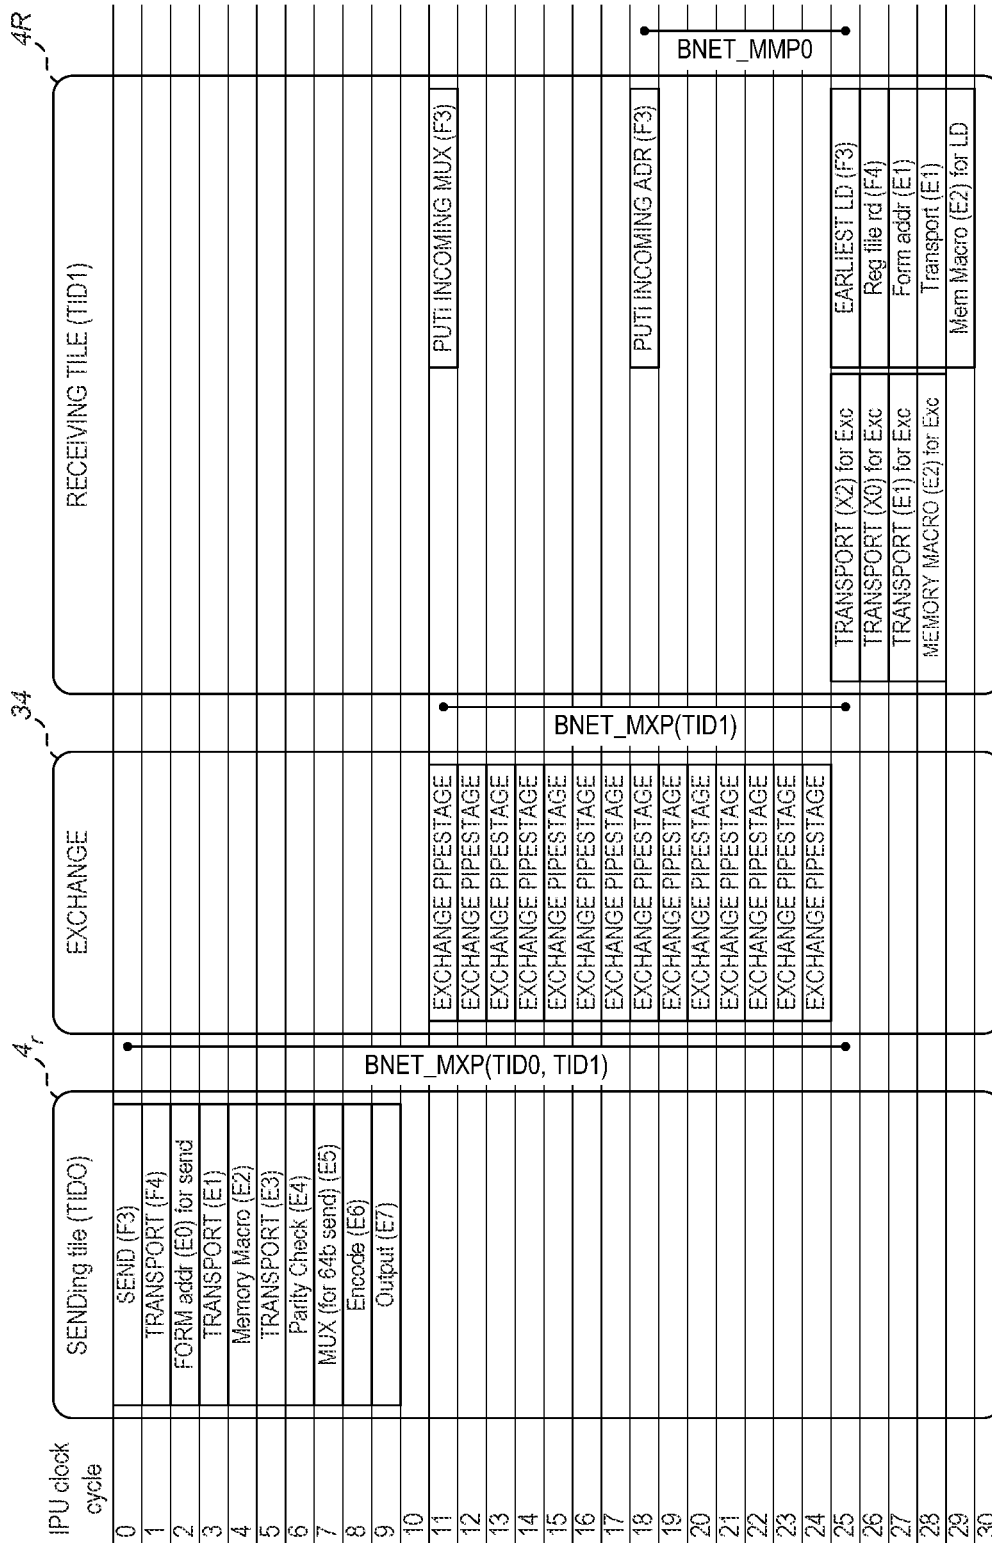 IPU clock
cycle
0
1
2
3
4
5
6
7
8
9
10
11
12
13
14
15
16
17
18
19
20
21
22
23
24
25
26
27
28
29
30
4r
SENDing tile (TIDO)
SEND (F3)
TRANSPORT (F4)
FORM addr (E0) for send
TRANSPORT (E1)
Memory Macro (E2)
TRANSPORT (E3)
Parity Check (E4)
MUX (for 64b send) (E5)
Encode (E6)
Output (E7)
BNET_MXP(TID0, TID1)
34
EXCHANGE
EXCHANGE PIPESTAGE
EXCHANGE PIPESTAGE
EXCHANGE PIPESTAGE
EXCHANGE PIPESTAGE
EXCHANGE PIPESTAGE
EXCHANGE PIPESTAGE
EXCHANGE PIPESTAGE
EXCHANGE PIPESTAGE
EXCHANGE PIPESTAGE
EXCHANGE PIPESTAGE
EXCHANGE PIPESTAGE
EXCHANGE PIPESTAGE
EXCHANGE PIPESTAGE
EXCHANGE PIPESTAGE
BNET_MXP(TID1)
4R
RECEIVING TILE (TID1)
TRANSPORT (X2) for Exc
TRANSPORT (X0) for Exc
TRANSPORT (E1) for Exc
MEMORY MACRO (E2) for Exc
PUTi INCOMING MUX (F3)
PUTi INCOMING ADR (F3)
EARLIEST LD (F3)
Reg file rd (F4)
Form addr (E1)
Transport (E1)
Mem Macro (E2) for LD
BNET_MMP0